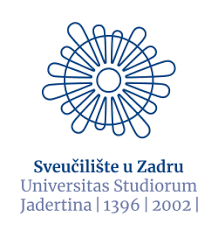 Sveučilište u Zadru
Universitas Studiorum
Jadertina | 1396 | 2002 |